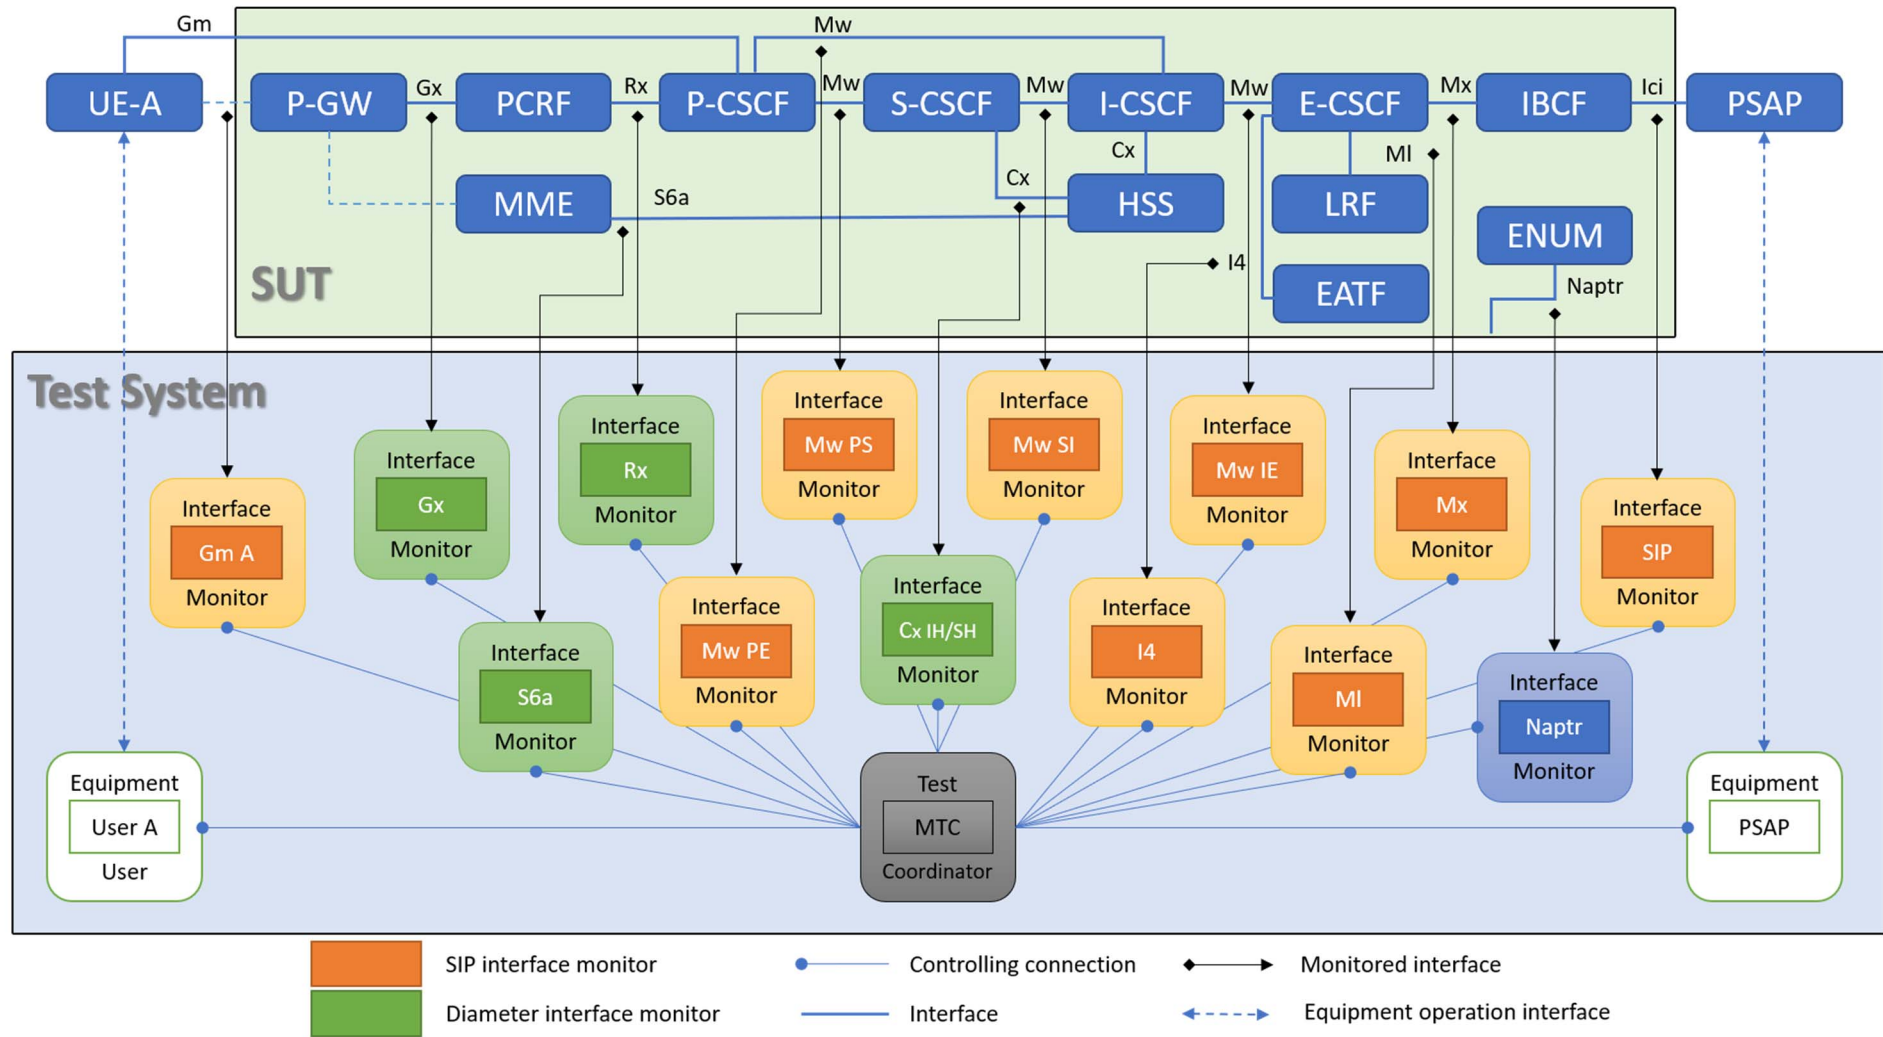 Gm
Mw
UE-A
P-GW
Gx
PCRF
Rx
P-CSCF
Mw
S-CSCF
Mw
I-CSCF
Mw
E-CSCF
Mx
IBCF
Ici
PSAP
Cx
Ml
MME
S6a
Cx
HSS
LRF
ENUM
I4
SUT
EATF
Naptr
Test System
Interface
Gm A
Monitor
Interface
Gx
Monitor
Interface
S6a
Monitor
Interface
Rx
Monitor
Interface
Mw PE
Monitor
Interface
Mw PS
Monitor
Interface
Cx IH/SH
Monitor
Interface
Mw SI
Monitor
Interface
I4
Monitor
Interface
Mw IE
Monitor
Interface
Ml
Monitor
Interface
Mx
Monitor
Interface
Naptr
Monitor
Interface
SIP
Monitor
Equipment
User A
User
Test
MTC
Coordinator
Equipment
PSAP
SIP interface monitor
Controlling connection
Monitored interface
Diameter interface monitor
Interface
Equipment operation interface